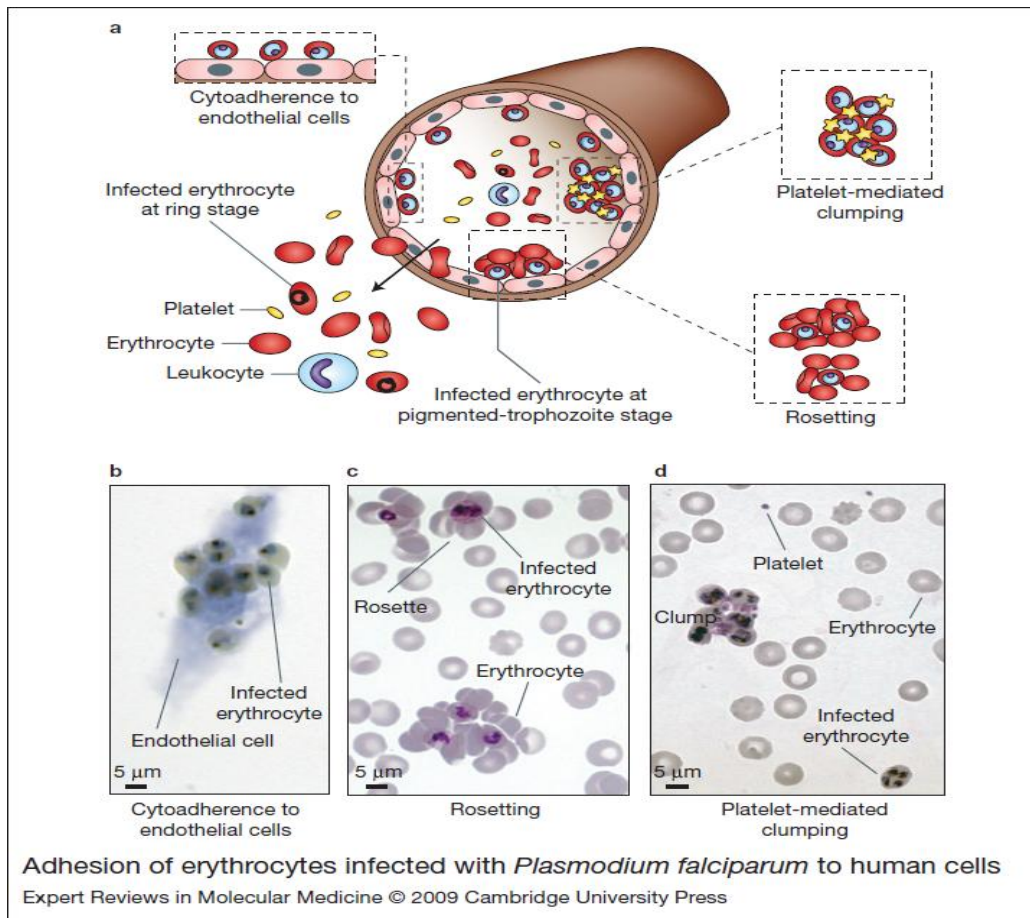 a
Cytoadherence to
endothelial cells
Infected erythrocyte
at ring stage
Platelet
Erythrocyte
Leukocyte
Infected erythrocyte at
pigmented-trophozoite stage
Platelet-mediated
clumping
Rosetting
b
Infected
erythrocyte
Endothelial cell
5 μm
Cytoadherence to
endothelial cells
c
Infected
erythrocyte
Rosette
Erythrocyte
5 μm
Rosetting
d
Platelet
Clump
Erythrocyte
Infected
erythrocyte
5 μm
Platelet-mediated
clumping
Adhesion of erythrocytes infected with Plasmodium falciparum to human cells
Expert Reviews in Molecular Medicine © 2009 Cambridge University Press